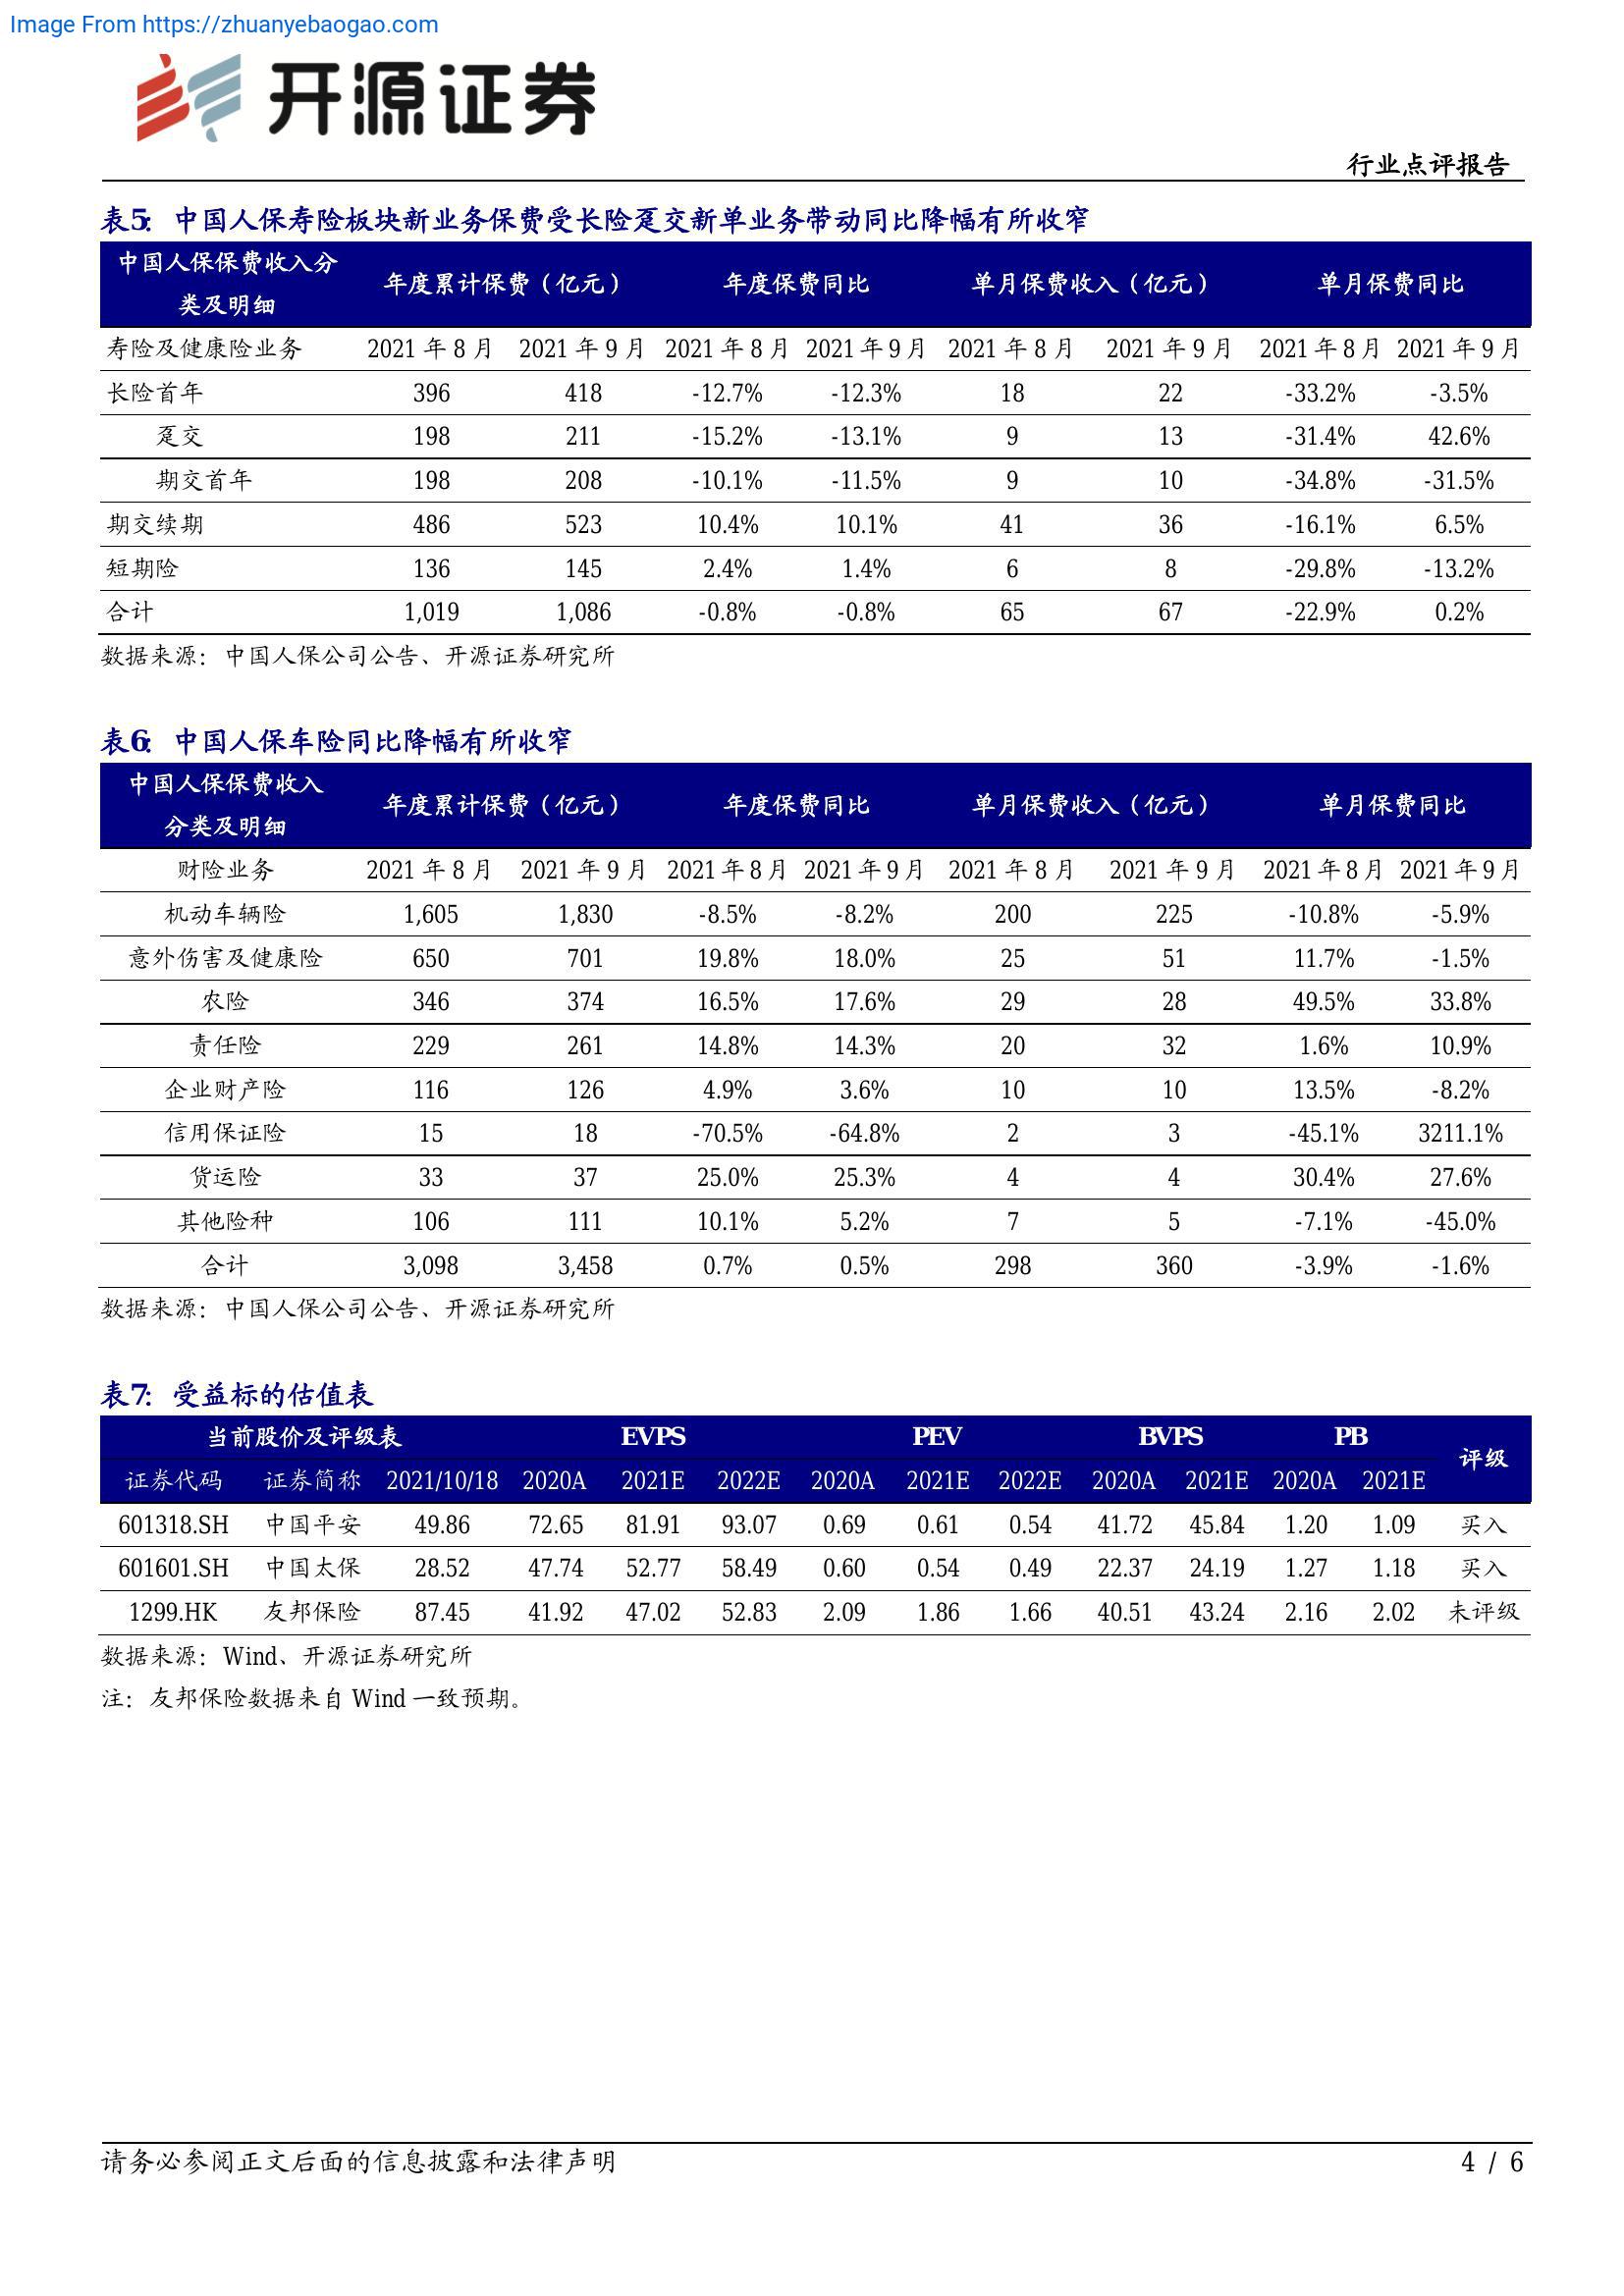 Image From https://zhuanyebaogao.com
开源证券
行业点评报告
表5：中国人保寿险板块新业务保费受长险趸交新单业务带动同比降幅有所收窄
中国人保保费收入分类及明细 年度累计保费（亿元） 年度保费同比 单月保费收入（亿元） 单月保费同比
寿险及健康险业务 2021 年 8 月 2021 年 9 月 2021 年 8 月 2021 年 9 月 2021 年 8 月 2021 年 9 月 2021 年 8 月 2021 年 9 月
长险首年 396 418 -12.7% -12.3% 18 22 -33.2% -3.5%
趸交 198 211 -15.2% -13.1% 9 13 -31.4% 42.6%
期交首年 198 208 -10.1% -11.5% 9 10 -34.8% -31.5%
期交续期 486 523 10.4% 10.1% 41 36 -16.1% 6.5%
短期险 136 145 2.4% 1.4% 6 8 -29.8% -13.2%
合计 1,019 1,086 -0.8% -0.8% 65 67 -22.9% 0.2%
数据来源：中国人保公司公告、开源证券研究所
表6：中国人保车险同比降幅有所收窄
中国人保保费收入分类及明细 年度累计保费（亿元） 年度保费同比 单月保费收入（亿元） 单月保费同比
财险业务 2021 年 8 月 2021 年 9 月 2021 年 8 月 2021 年 9 月 2021 年 8 月 2021 年 9 月 2021 年 8 月 2021 年 9 月
机动车辆险 1,605 1,830 -8.5% -8.2% 200 225 -10.8% -5.9%
意外伤害及健康险 650 701 19.8% 18.0% 25 51 11.7% -1.5%
农险 346 374 16.5% 17.6% 29 28 49.5% 33.8%
责任险 229 261 14.8% 14.3% 20 32 1.6% 10.9%
企业财产险 116 126 4.9% 3.6% 10 10 13.5% -8.2%
信用保证险 15 18 -70.5% -64.8% 2 3 -45.1% 3211.1%
货运险 33 37 25.0% 25.3% 4 4 30.4% 27.6%
其他险种 106 111 10.1% 5.2% 7 5 -7.1% -45.0%
合计 3,098 3,458 0.7% 0.5% 298 360 -3.9% -1.6%
数据来源：中国人保公司公告、开源证券研究所
表7：受益标的估值表
当前股价及评级表 EVPS PEV BVPS PB 评级
证券代码 证券简称 2021/10/18 2020A 2021E 2022E 2020A 2021E 2022E 2020A 2021E 2020A 2021E
601318.SH 中国平安 49.86 72.65 81.91 93.07 0.69 0.61 0.54 41.72 45.84 1.20 1.09 买入
601601.SH 中国太保 28.52 47.74 52.77 58.49 0.60 0.54 0.49 22.37 24.19 1.27 1.18 买入
1299.HK 友邦保险 87.45 41.92 47.02 52.83 2.09 1.86 1.66 40.51 43.24 2.16 2.02 未评级
数据来源：Wind、开源证券研究所
注：友邦保险数据来自 Wind 一致预期。
请务必参阅正文后面的信息披露和法律声明 4 / 6